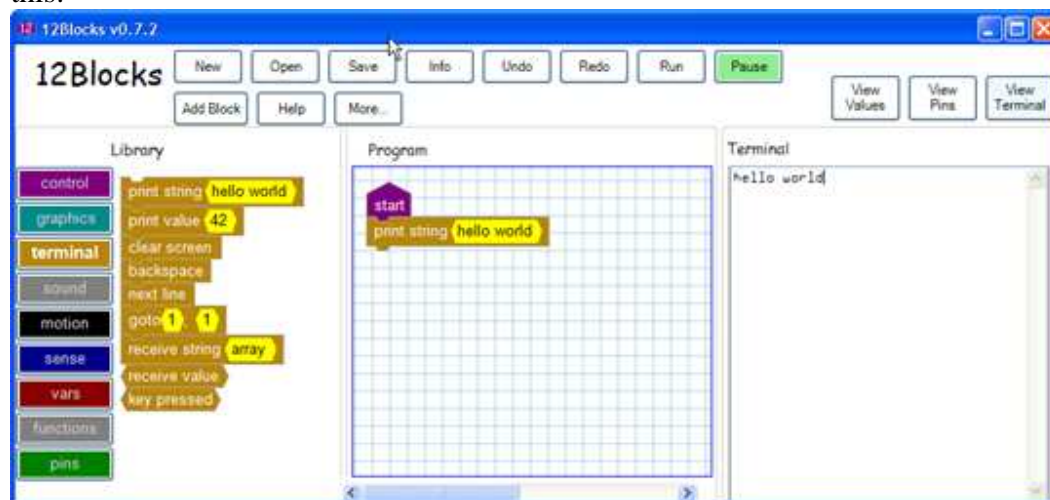 this.
12Blocks v0.7.2
12Blocks
New Open Save Info Undo Redo Run Pause
Add Block Help More...
View Values
View Pins
View Terminal
Library
control
graphics
terminal
sound
motion
sense
vars
functions
pins
print string hello world
print value 42
clear screen
backspace
next line
goto 1 , 1
receive string array
receive value
key pressed
Program
start
print string hello world
Terminal
hello world